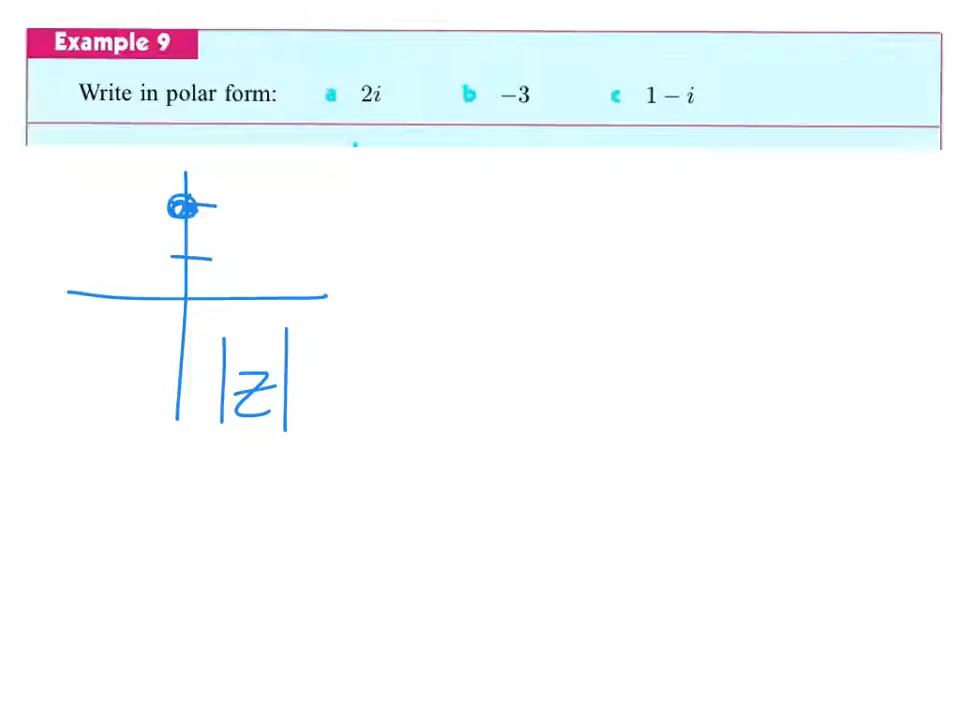 Example 9
Write in polar form: a 2i b −3 c 1 − i
|z|